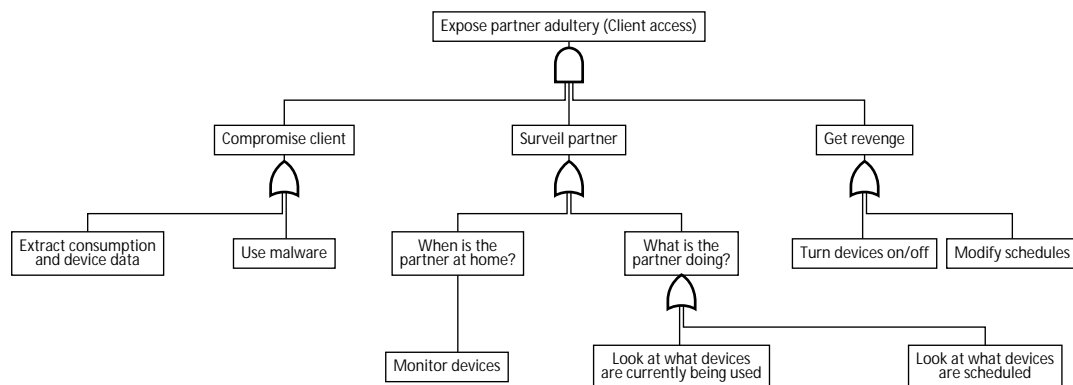 Expose partner adultery (Client access)
Compromise client
Surveil partner
Get revenge
Extract consumption
and device data
Use malware
When is the
partner at home?
What is the
partner doing?
Turn devices on/off
Modify schedules
Monitor devices
Look at what devices
are currently being used
Look at what devices
are scheduled